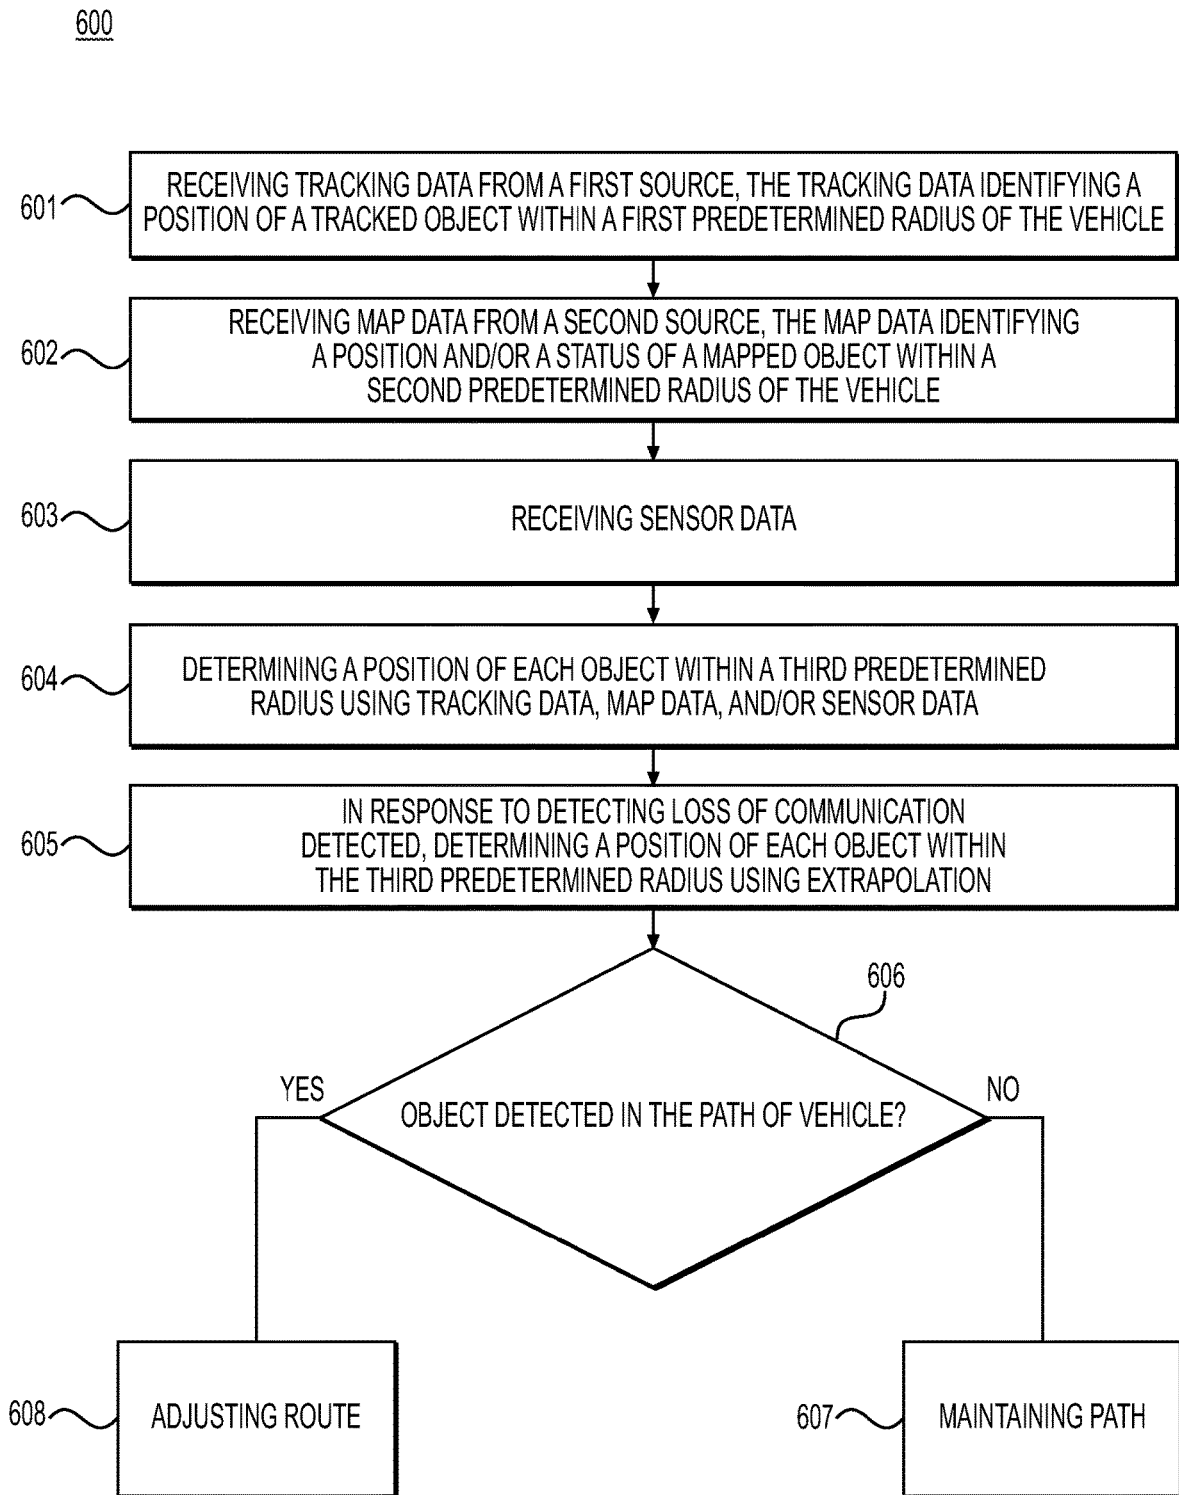 600
601
RECEIVING TRACKING DATA FROM A FIRST SOURCE, THE TRACKING DATA IDENTIFYING A
POSITION OF A TRACKED OBJECT WITHIN A FIRST PREDETERMINED RADIUS OF THE VEHICLE
602
RECEIVING MAP DATA FROM A SECOND SOURCE, THE MAP DATA IDENTIFYING
A POSITION AND/OR A STATUS OF A MAPPED OBJECT WITHIN A
SECOND PREDETERMINED RADIUS OF THE VEHICLE
603
RECEIVING SENSOR DATA
604
DETERMINING A POSITION OF EACH OBJECT WITHIN A THIRD PREDETERMINED
RADIUS USING TRACKING DATA, MAP DATA, AND/OR SENSOR DATA
605
IN RESPONSE TO DETECTING LOSS OF COMMUNICATION
DETECTED, DETERMINING A POSITION OF EACH OBJECT WITHIN
THE THIRD PREDETERMINED RADIUS USING EXTRAPOLATION
606
YES
NO
OBJECT DETECTED IN THE PATH OF VEHICLE?
608
ADJUSTING ROUTE
607
MAINTAINING PATH